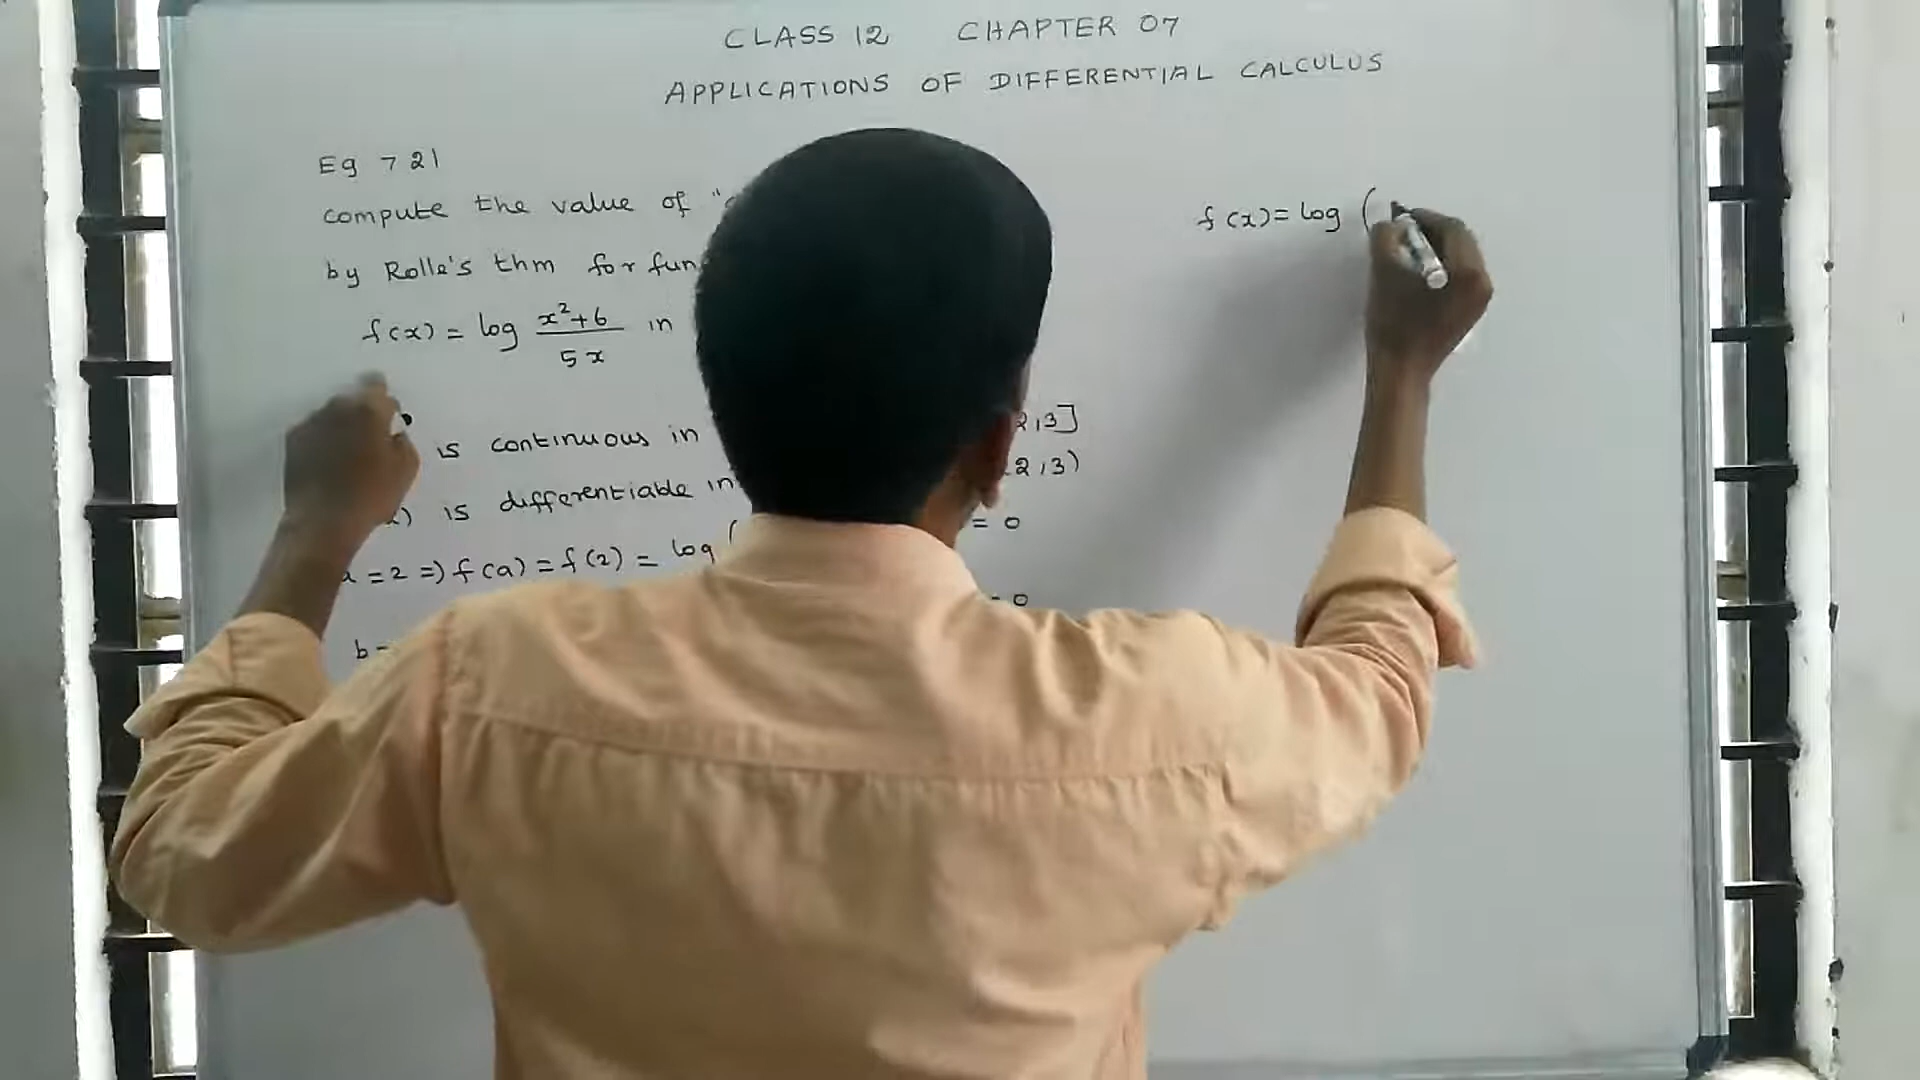 CLASS 12 CHAPTER 07
APPLICATIONS OF DIFFERENTIAL CALCULUS
Eg 7 21
compute the value of "
by Rolle's thm for fun
f(x) = log x²+6 / 5x in
is continuous in 2,3]
) is differentiable in 2,3)
a = 2 => f(a) = f(2) = log ( = 0
b = 0
f(x) = log (